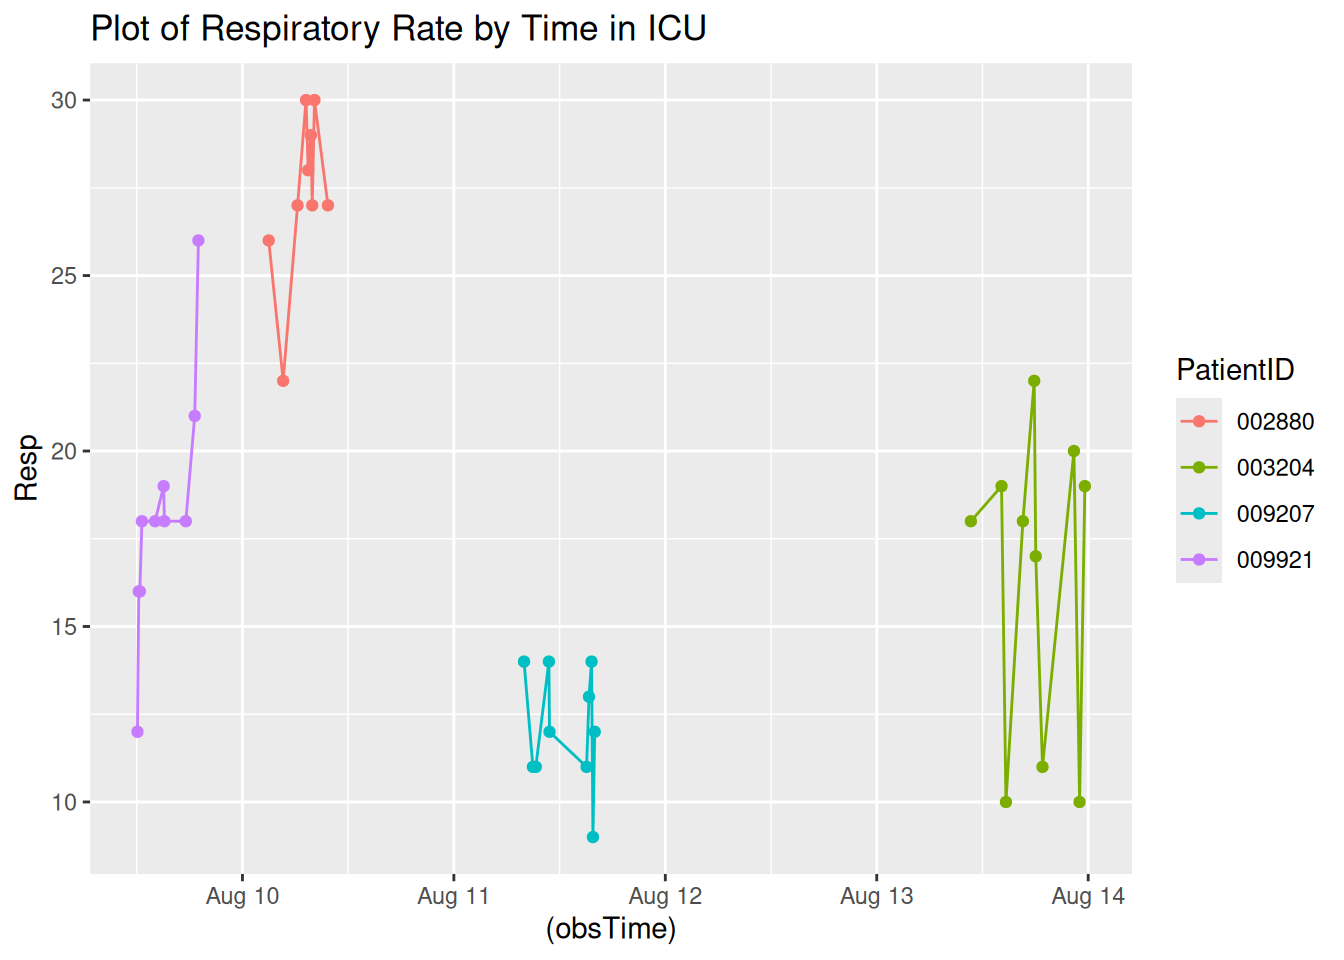 Plot of Respiratory Rate by Time in ICU
30
25
20
15
10
Resp
Aug 10 Aug 11 Aug 12 Aug 13 Aug 14
(obsTime)
PatientID
002880
003204
009207
009921